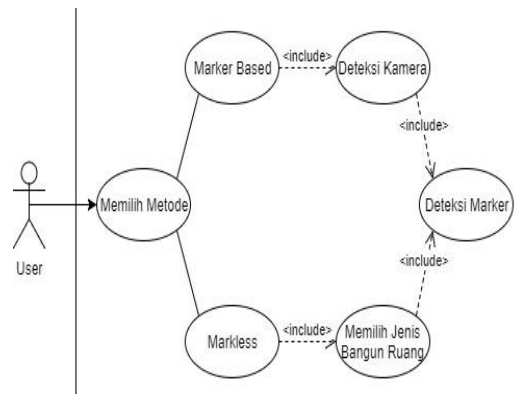 Marker Based
<include>
Deteksi Kamera
<include>
User
Memilih Metode
Deteksi Marker
<include>
Markless
<include>
Memilih Jenis
Bangun Ruang